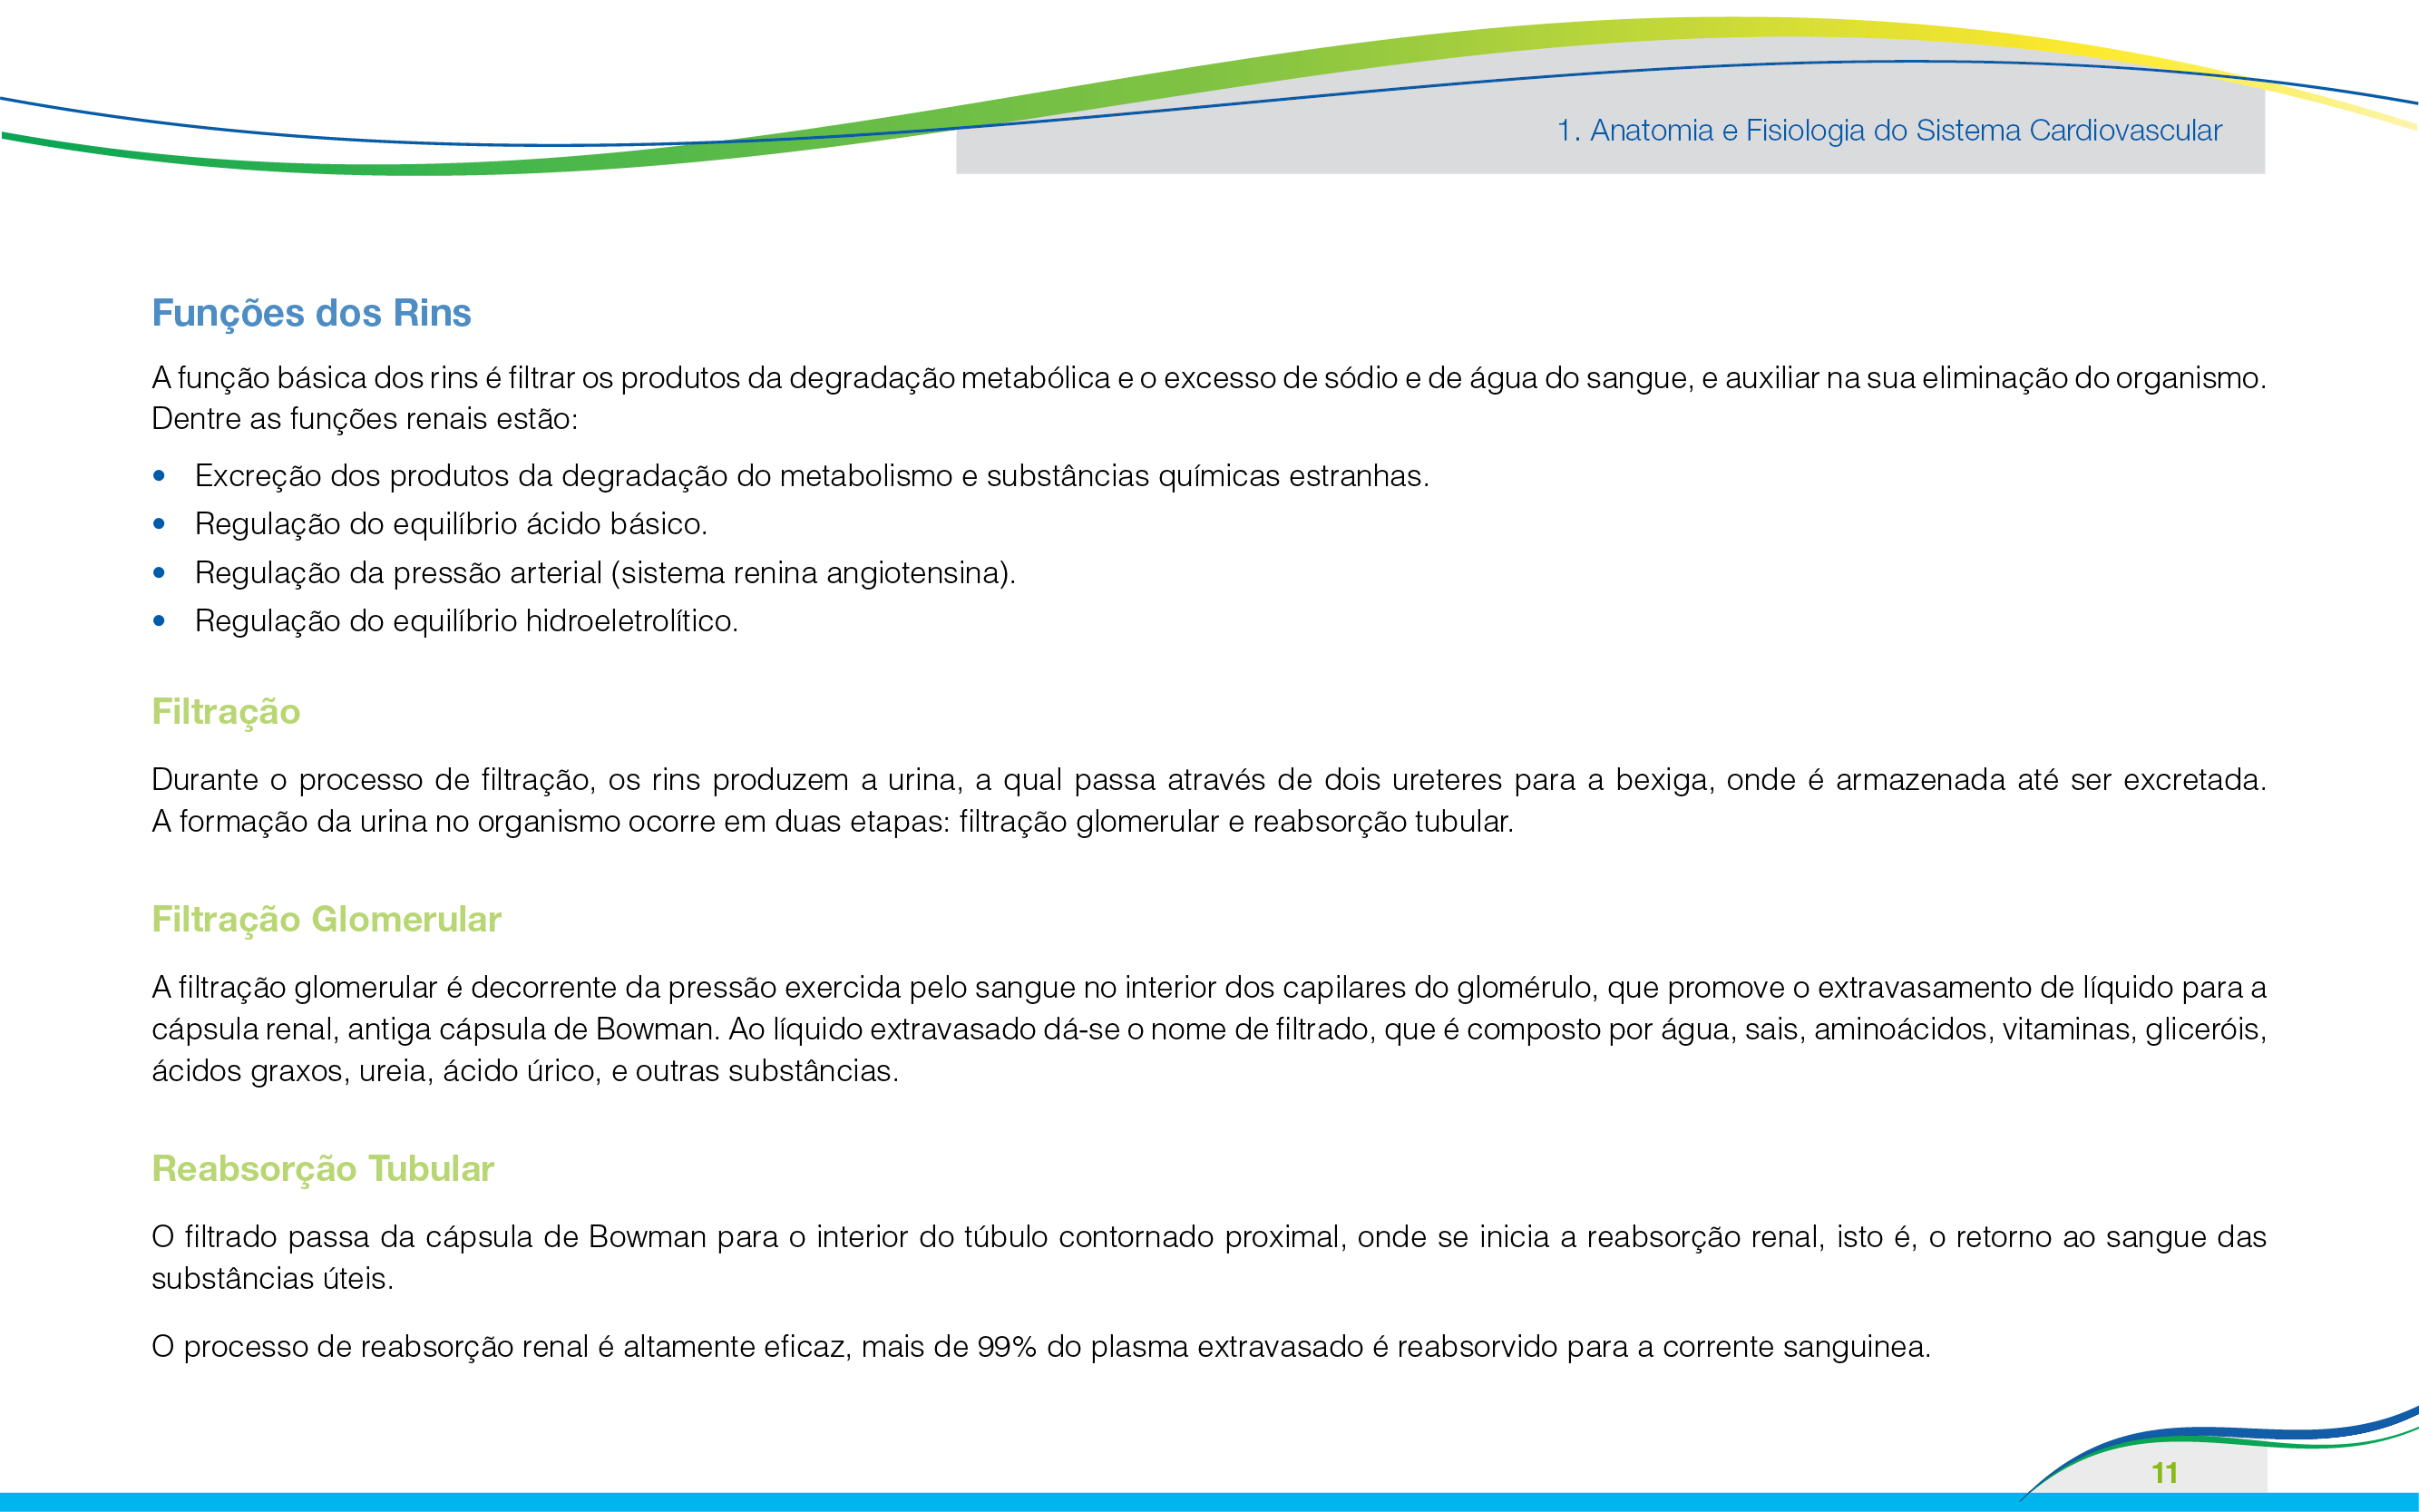 1. Anatomia e Fisiologia do Sistema Cardiovascular
Funções dos Rins
A função básica dos rins é filtrar os produtos da degradação metabólica e o excesso de sódio e de água do sangue, e auxiliar na sua eliminação do organismo.
Dentre as funções renais estão:
• Excreção dos produtos da degradação do metabolismo e substâncias químicas estranhas.
• Regulação do equilíbrio ácido básico.
• Regulação da pressão arterial (sistema renina angiotensina).
• Regulação do equilíbrio hidroeletrolítico.
Filtração
Durante o processo de filtração, os rins produzem a urina, a qual passa através de dois ureteres para a bexiga, onde é armazenada até ser excretada.
A formação da urina no organismo ocorre em duas etapas: filtração glomerular e reabsorção tubular.
Filtração Glomerular
A filtração glomerular é decorrente da pressão exercida pelo sangue no interior dos capilares do glomérulo, que promove o extravasamento de líquido para a
cápsula renal, antiga cápsula de Bowman. Ao líquido extravasado dá-se o nome de filtrado, que é composto por água, sais, aminoácidos, vitaminas, gliceróis,
ácidos graxos, ureia, ácido úrico, e outras substâncias.
Reabsorção Tubular
O filtrado passa da cápsula de Bowman para o interior do túbulo contornado proximal, onde se inicia a reabsorção renal, isto é, o retorno ao sangue das
substâncias úteis.
O processo de reabsorção renal é altamente eficaz, mais de 99% do plasma extravasado é reabsorvido para a corrente sanguinea.
11